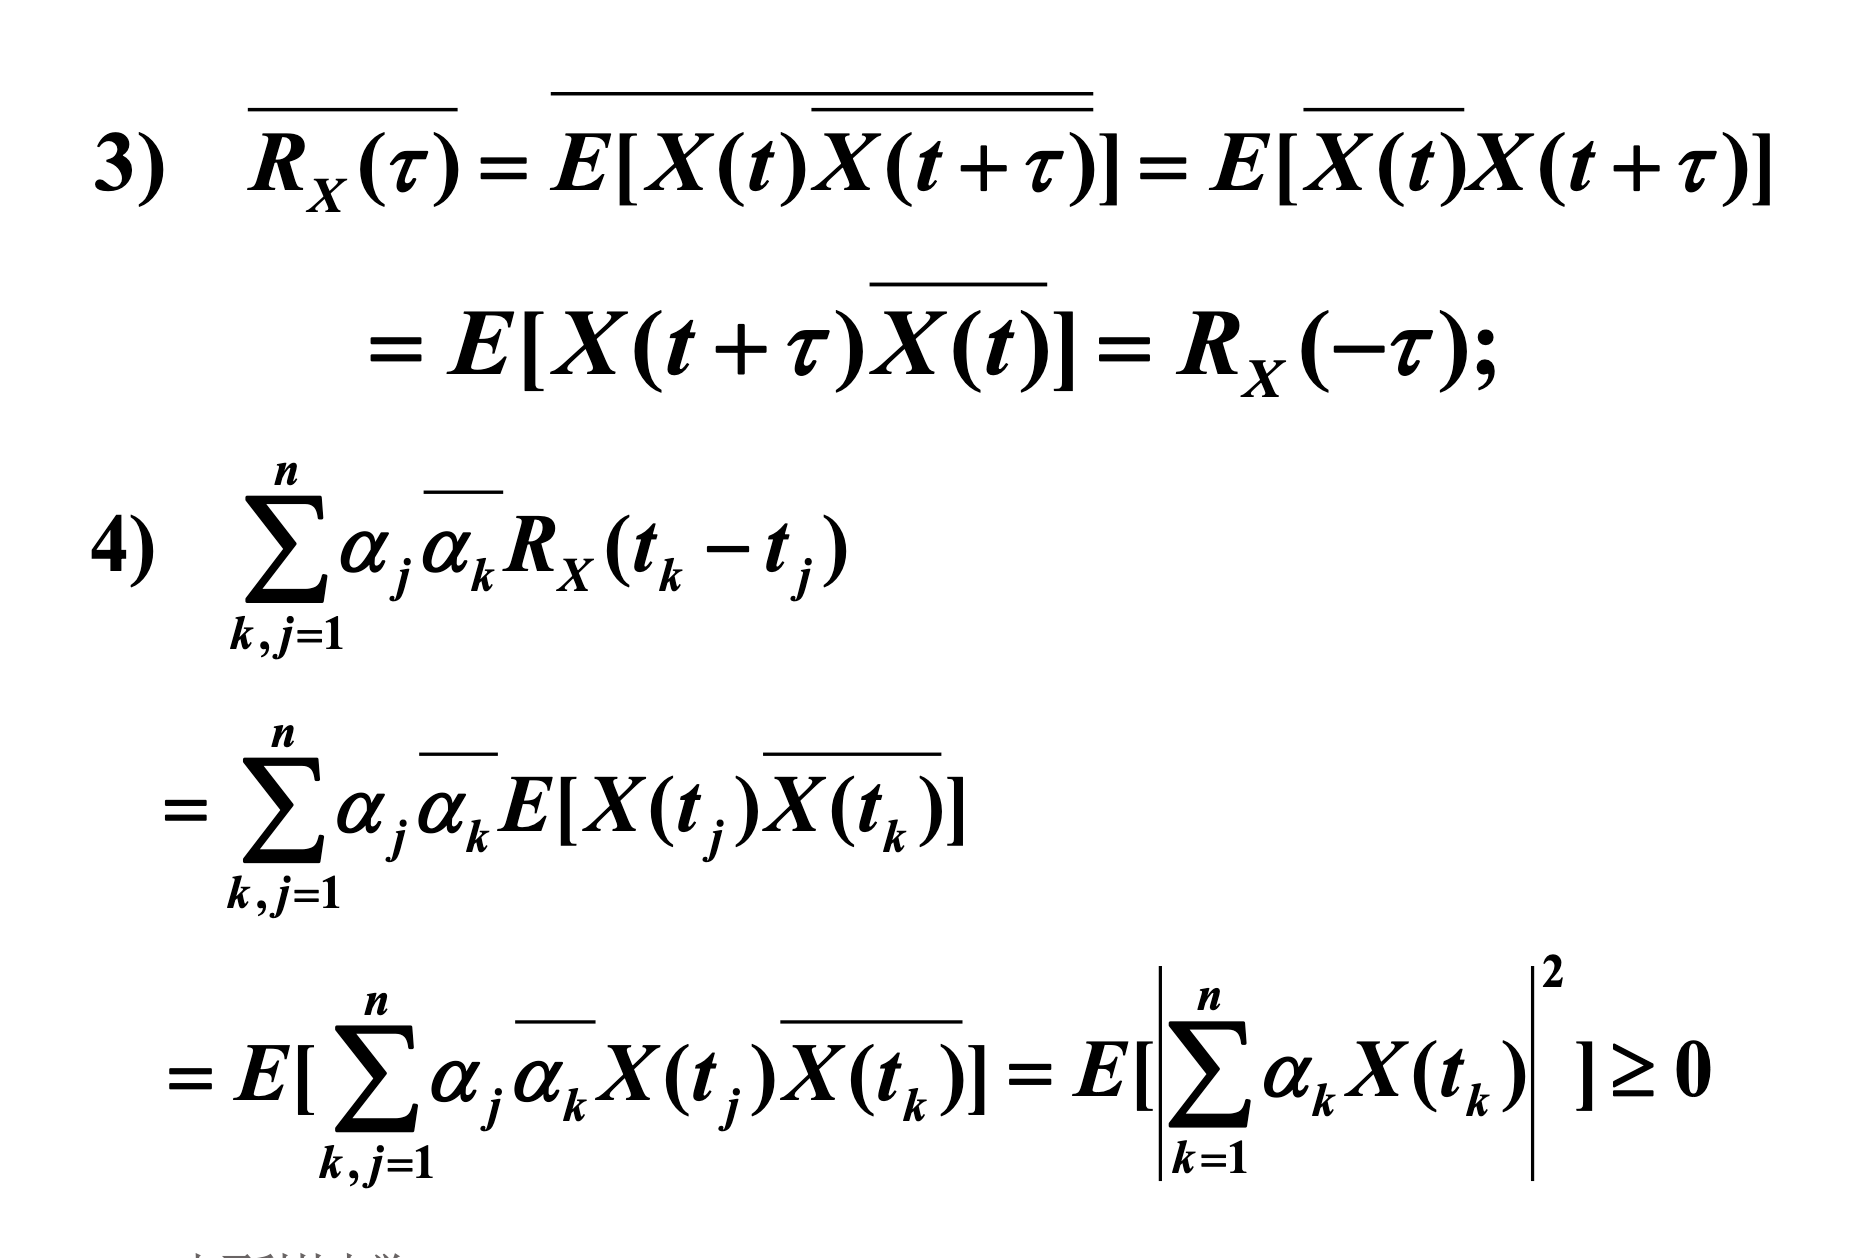 3) $\overline{R_X(\tau)} = \overline{E[X(t)\overline{X(t+\tau)}]} = E[\overline{X(t)}X(t+\tau)]$
$= E[X(t+\tau)\overline{X(t)}] = R_X(-\tau);$
4) $\sum_{k,j=1}^{n} \alpha_j \overline{\alpha_k} R_X(t_k - t_j)$
$= \sum_{k,j=1}^{n} \alpha_j \overline{\alpha_k} E[X(t_j)\overline{X(t_k)}]$
$= E[\sum_{k,j=1}^{n} \alpha_j \overline{\alpha_k} X(t_j)\overline{X(t_k)}] = E[\left|\sum_{k=1}^{n} \alpha_k X(t_k)\right|^2] \geq 0$